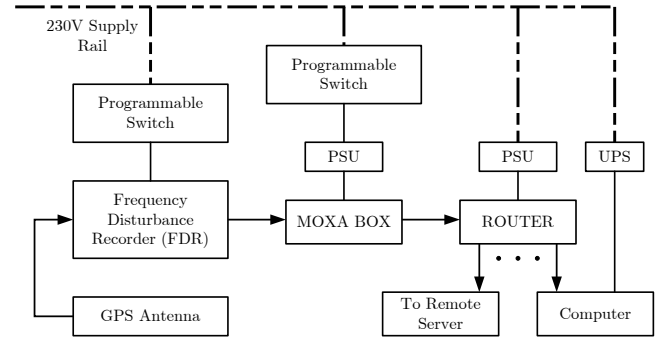 230V Supply
Rail
Programmable
Switch
Programmable
Switch
PSU
PSU
UPS
Frequency
Disturbance
Recorder (FDR)
MOXA BOX
ROUTER
GPS Antenna
To Remote
Server
Computer